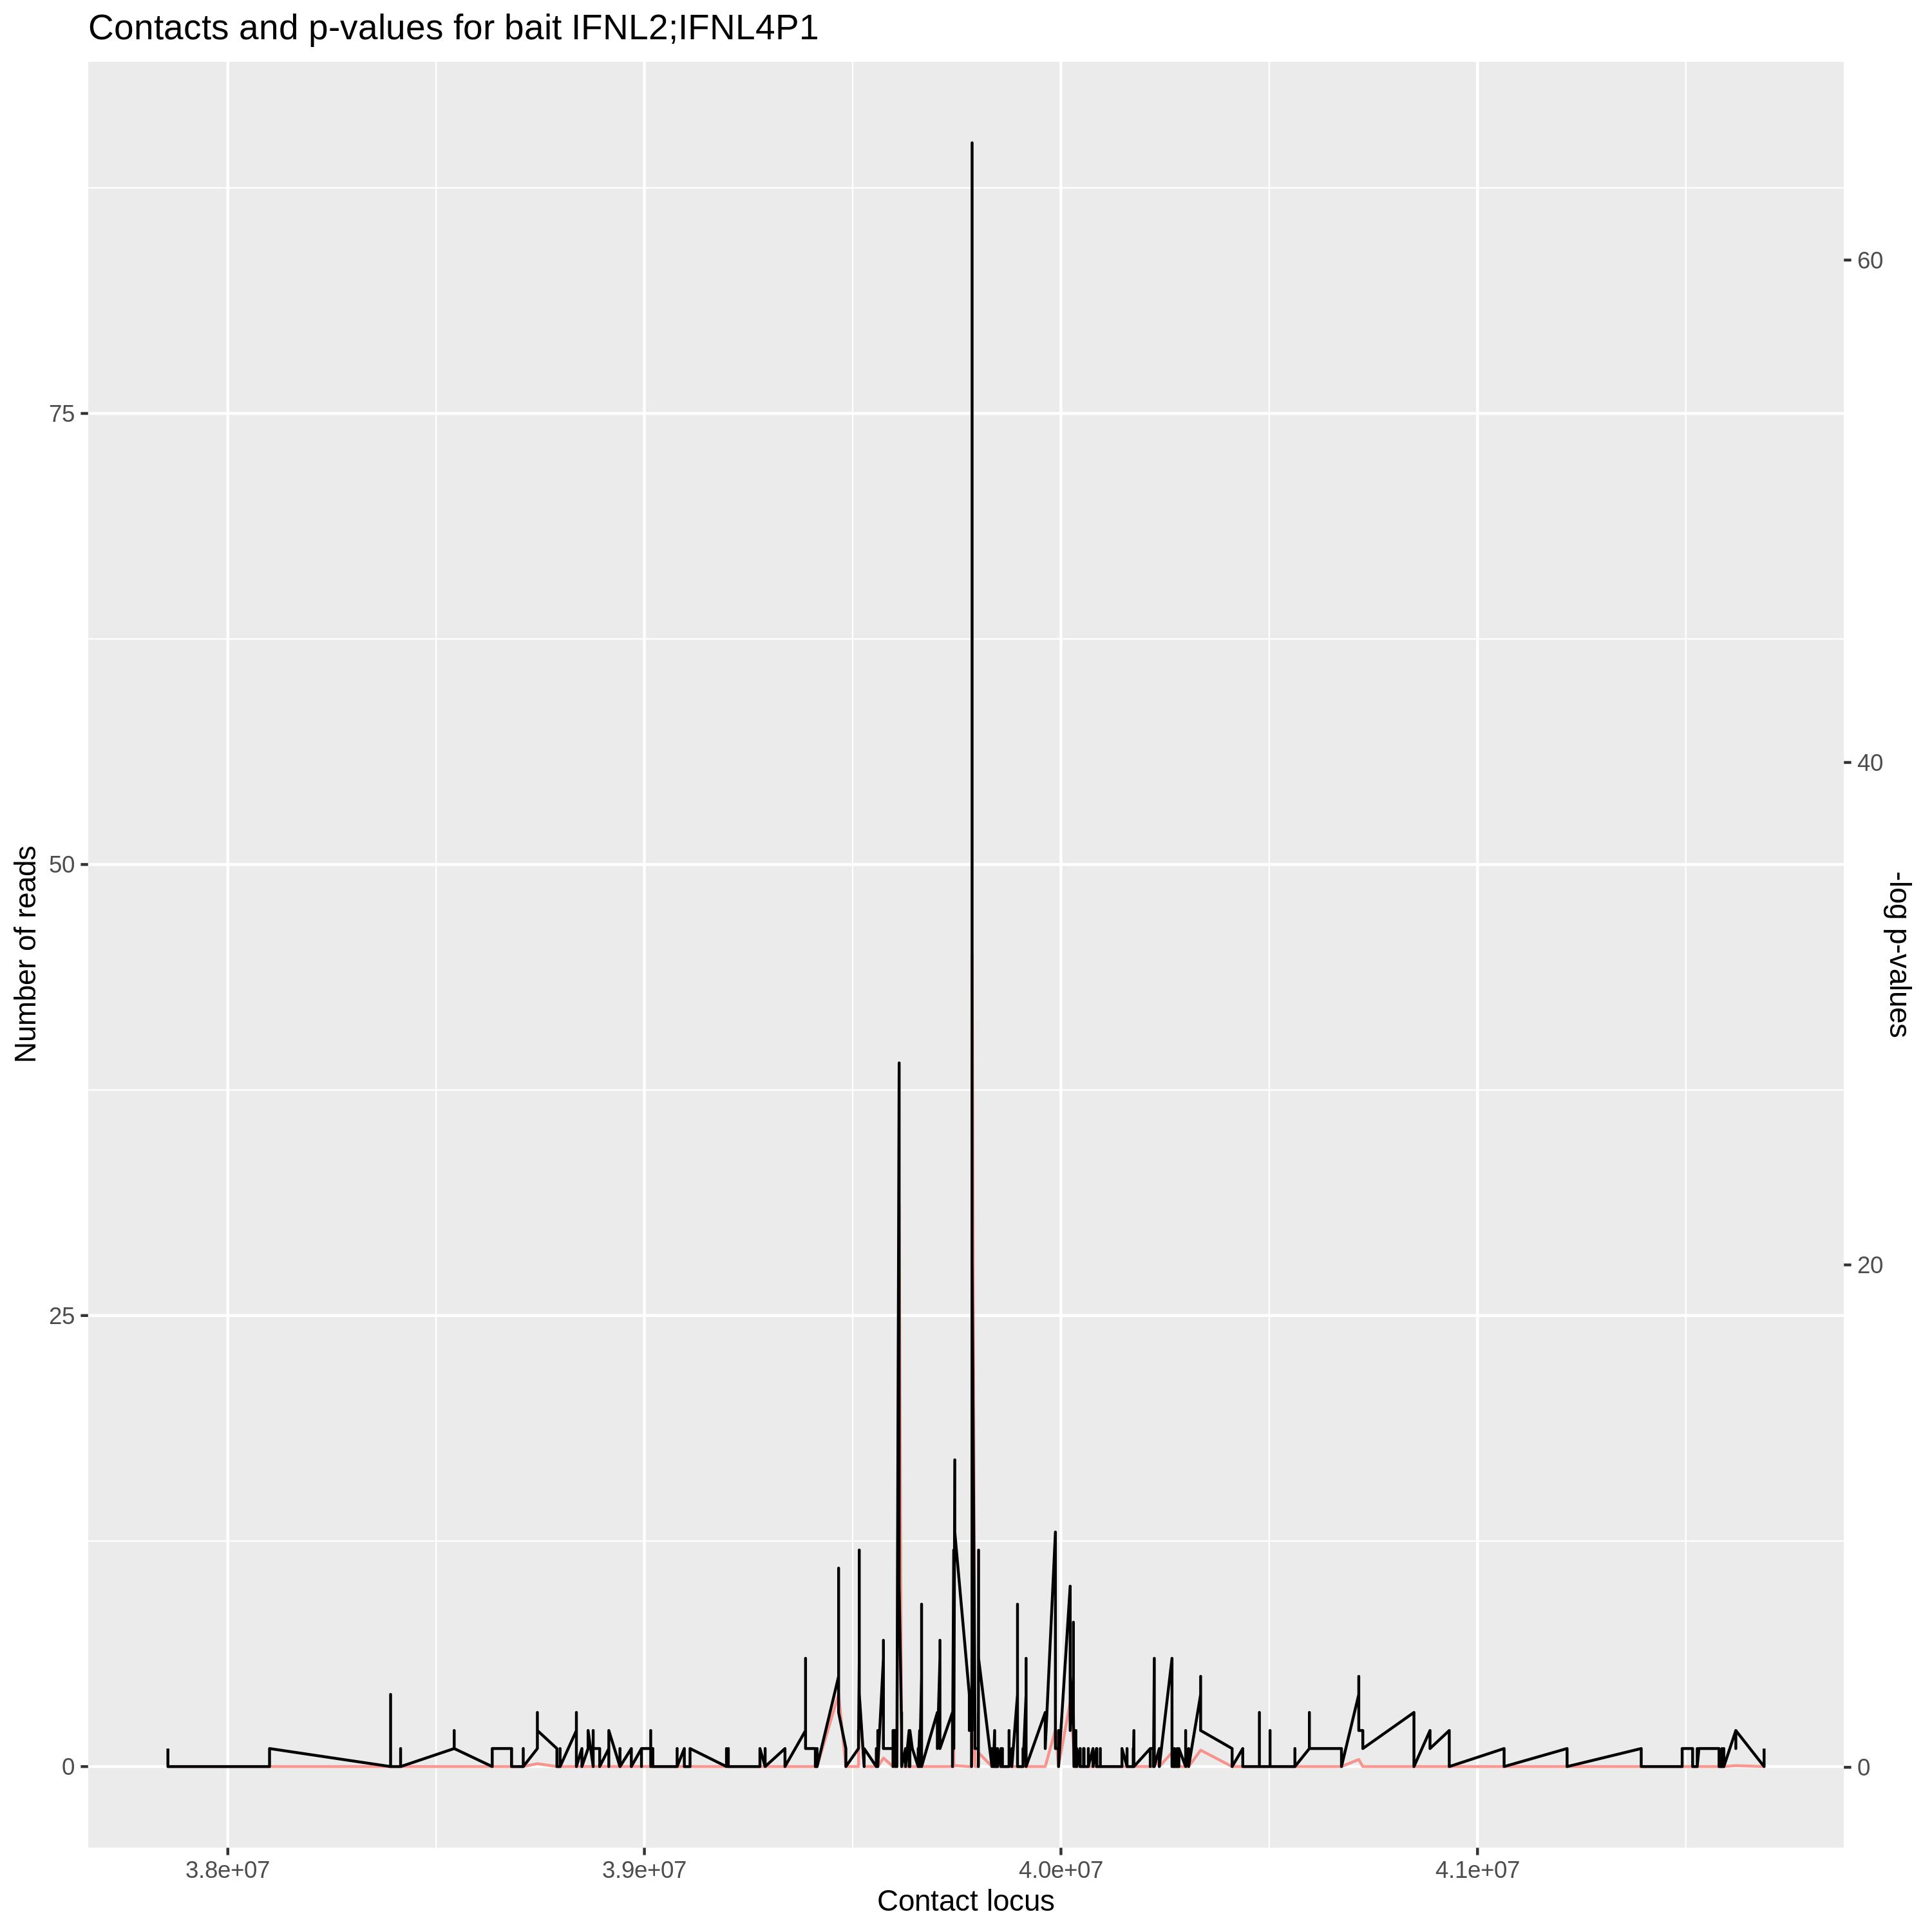 Contacts and p-values for bait IFNL2;IFNL4P1
Number of reads
75
50
25
0
60
40
20
0
-log p-values
3.8e+07
3.9e+07
4.0e+07
4.1e+07
Contact locus